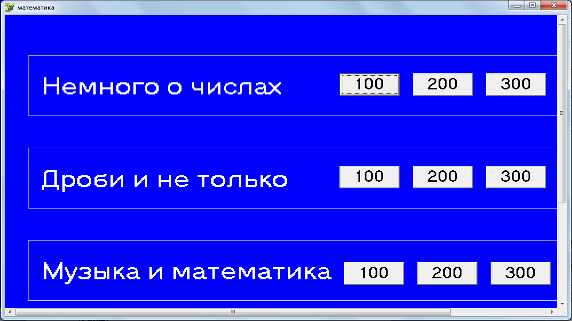 математика
Немного о числах 100 200 300
Дроби и не только 100 200 300
Музыка и математика 100 200 300